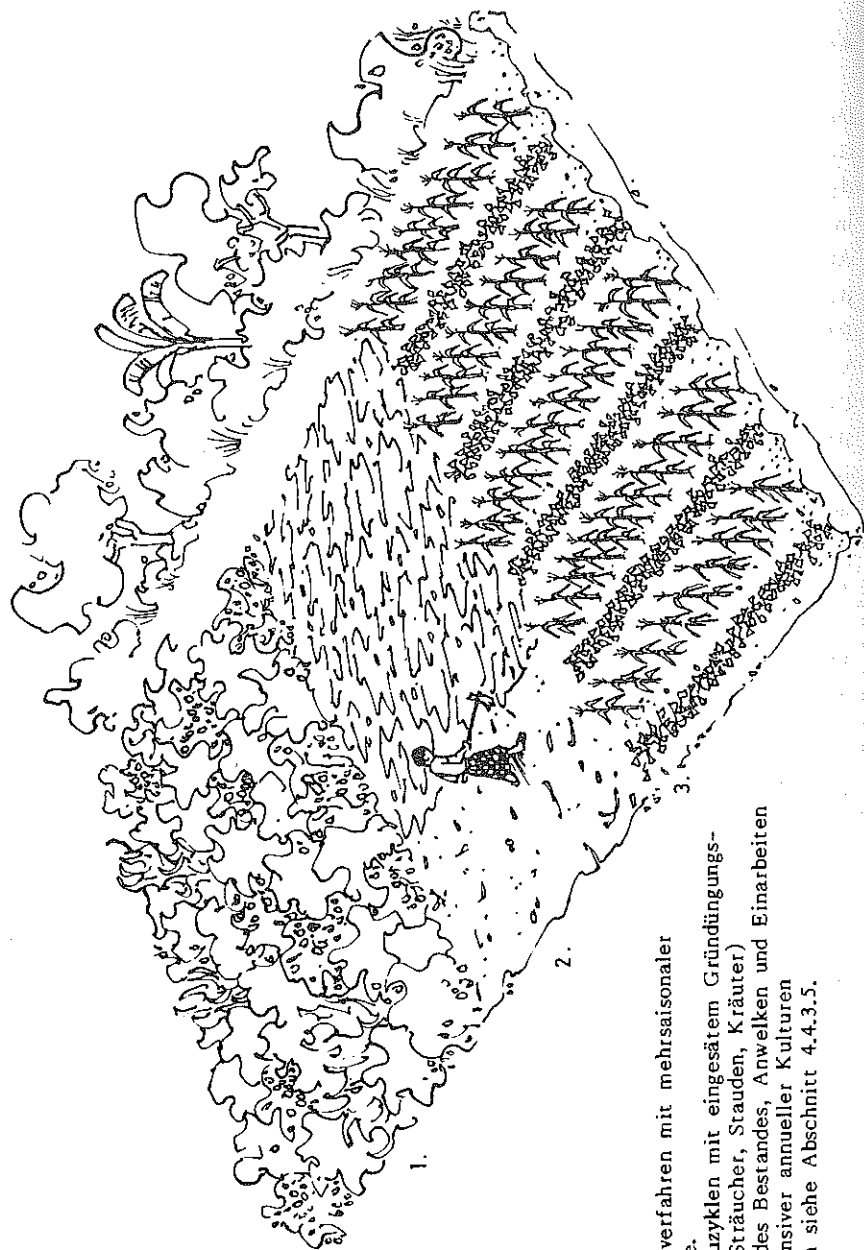 verfahren mit mehrsaisonaler
e.
uzyklen mit eingesätem Gründüngungs-
Sträucher, Stauden, Kräuter)
des Bestandes, Anwelken und Einarbeiten
nsiver annueller Kulturen
n siehe Abschnitt 4.4.3.5.
1.
2.
3.